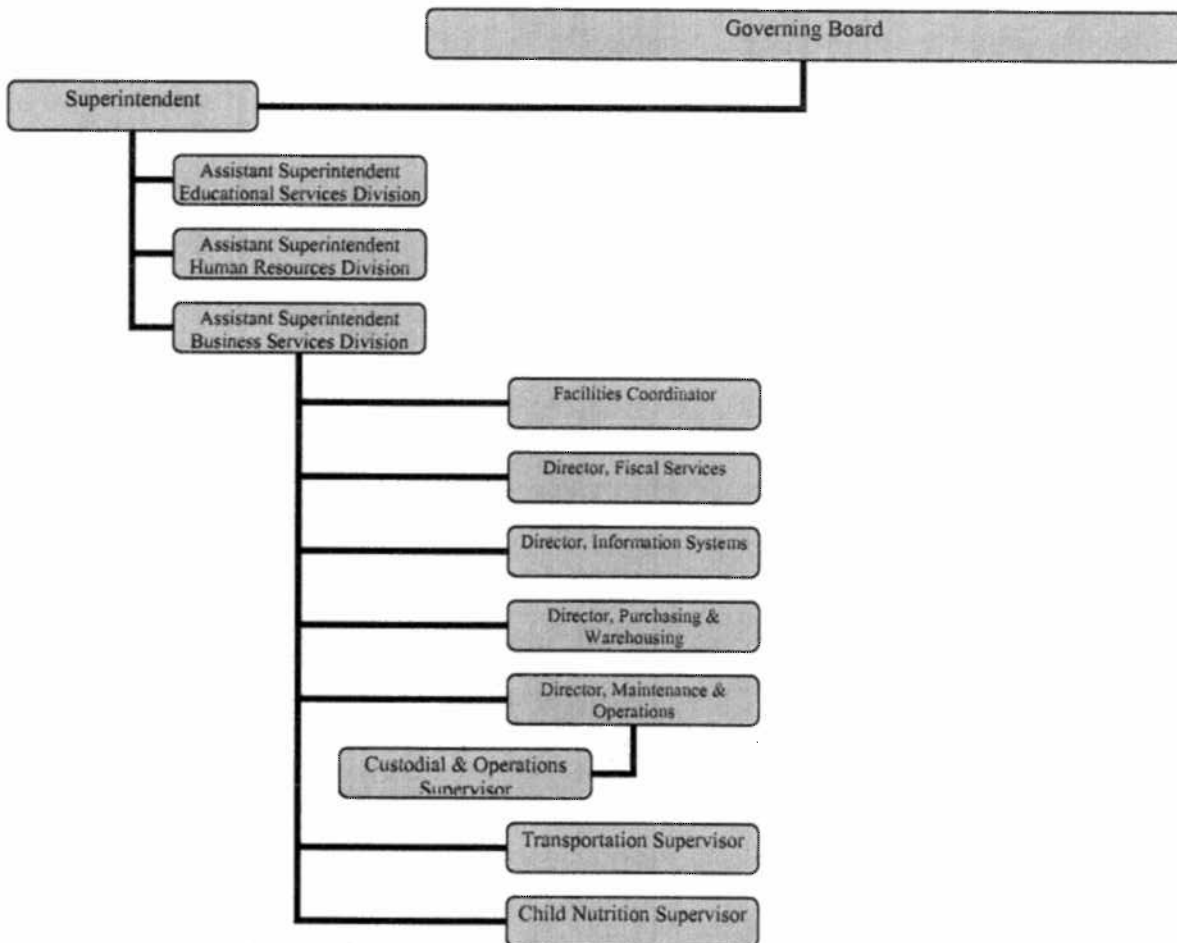 Governing Board
Superintendent
Assistant Superintendent
Educational Services Division
Assistant Superintendent
Human Resources Division
Assistant Superintendent
Business Services Division
Facilities Coordinator
Director, Fiscal Services
Director, Information Systems
Director, Purchasing &
Warehousing
Director, Maintenance &
Operations
Custodial & Operations
Supervisor
Transportation Supervisor
Child Nutrition Supervisor